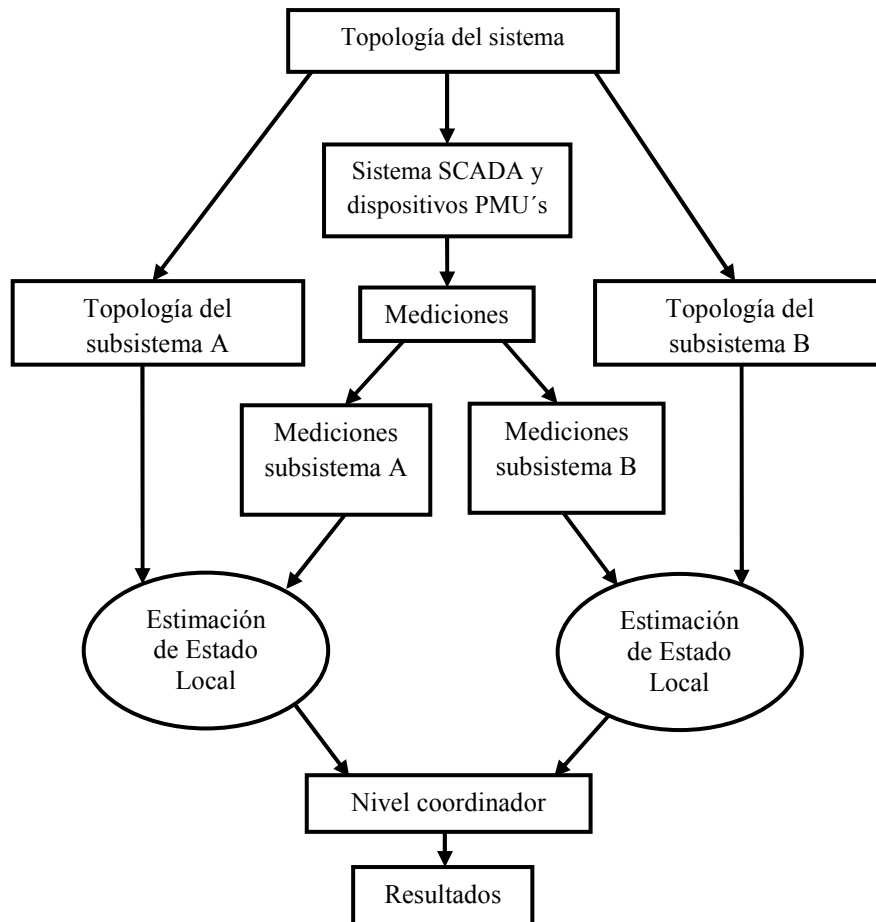 Topología del sistema
Sistema SCADA y
dispositivos PMU´s
Topología del
subsistema A
Mediciones
Topología del
subsistema B
Mediciones
subsistema A
Mediciones
subsistema B
Estimación
de Estado
Local
Estimación
de Estado
Local
Nivel coordinador
Resultados